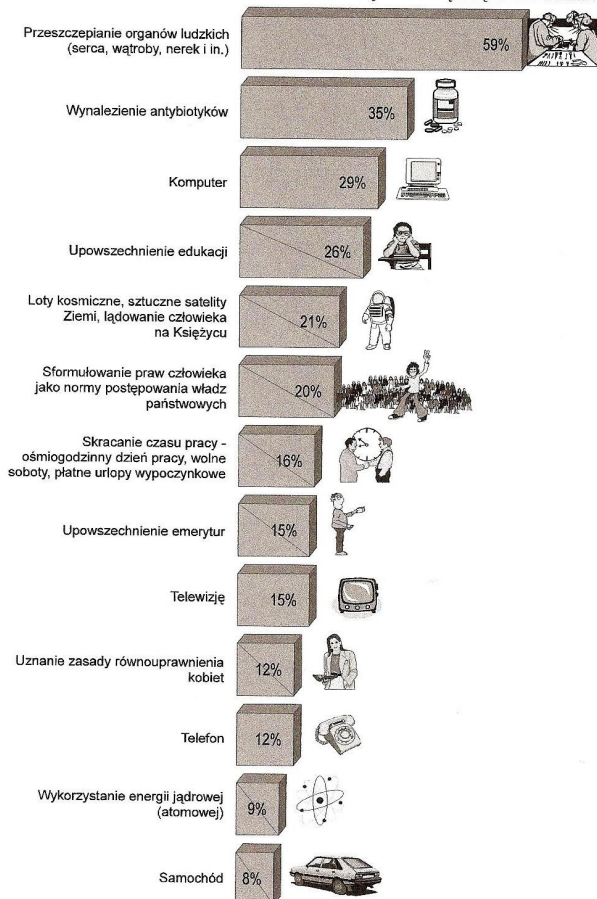 Przeszczepianie organów ludzkich
(serca, wątroby, nerek i in.)
59%
Wynalezienie antybiotyków
35%
Komputer
29%
Upowszechnienie edukacji
26%
Loty kosmiczne, sztuczne satelity
Ziemi, lądowanie człowieka
na Księżycu
21%
Sformułowanie praw człowieka
jako normy postępowania władz
państwowych
20%
Skracanie czasu pracy -
ośmiogodzinny dzień pracy, wolne
soboty, płatne urlopy wypoczynkowe
16%
Upowszechnienie emerytur
15%
Telewizję
15%
Uznanie zasady równouprawnienia
kobiet
12%
Telefon
12%
Wykorzystanie energii jądrowej
(atomowej)
9%
Samochód
8%